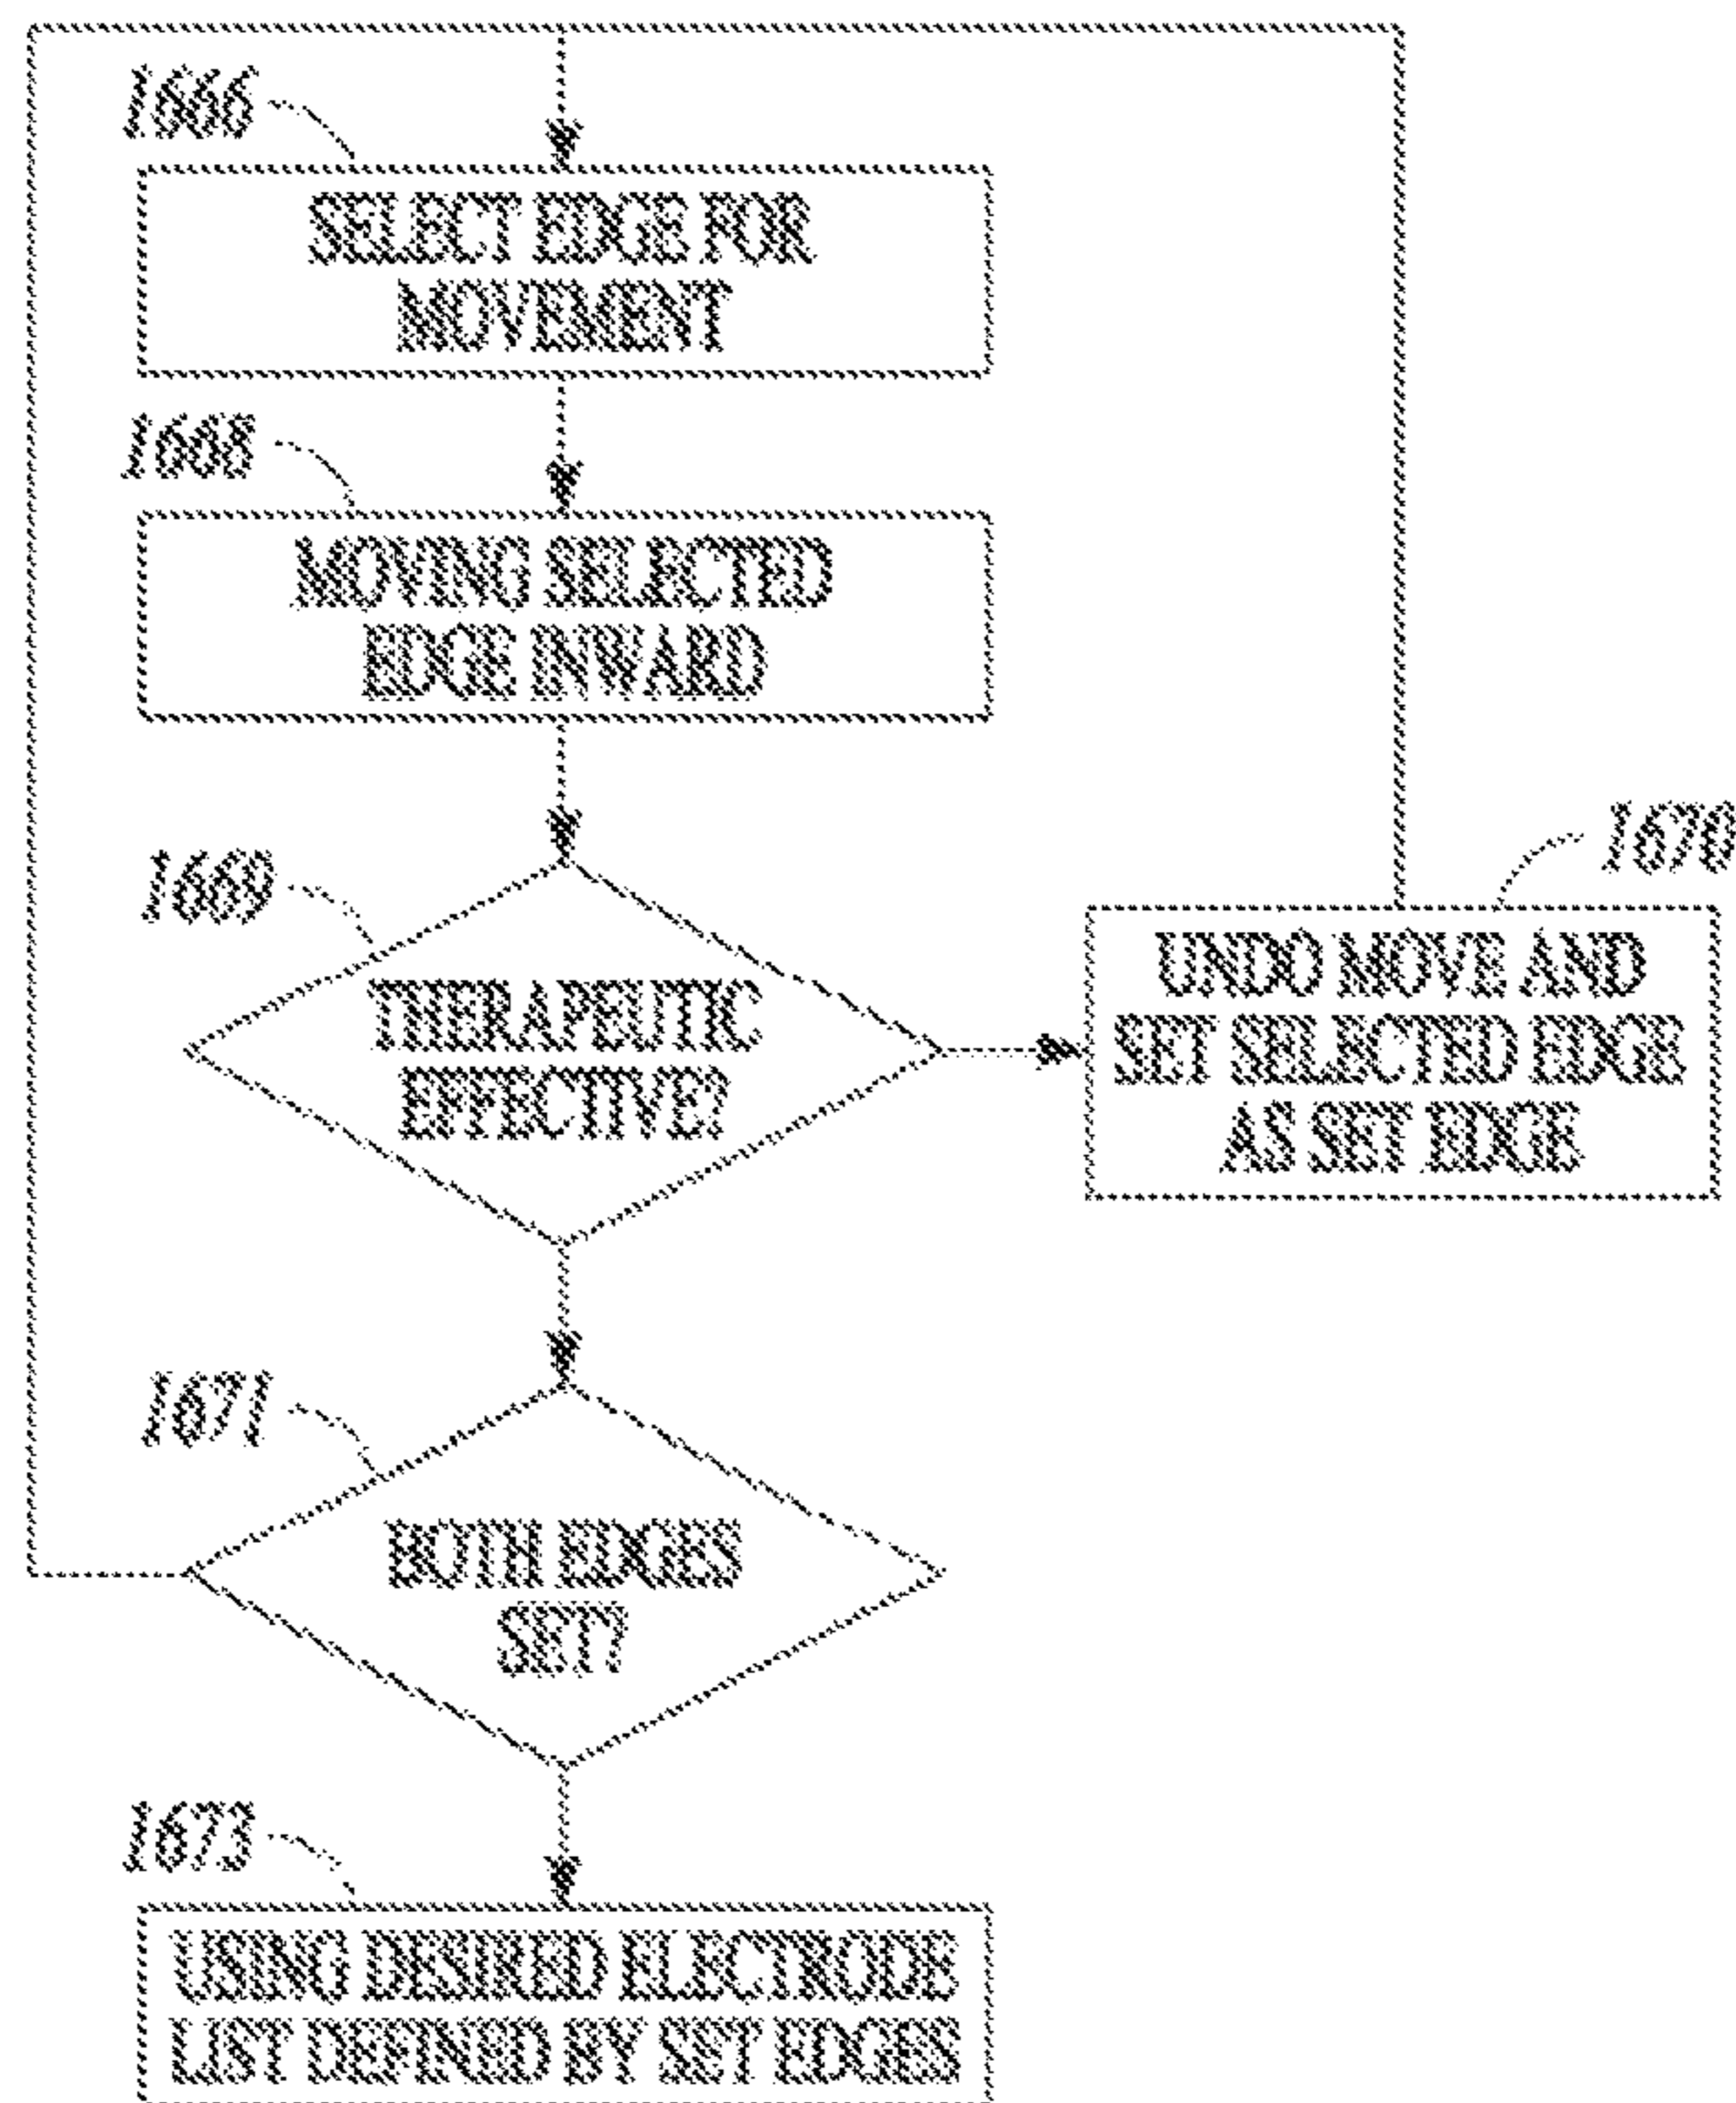 1666
SELECT EDGE FOR
MOVEMENT
1668
MOVING SELECTED
EDGE INWARD
1669
THERAPEUTIC
EFFECTIVE?
1670
UNDO MOVE AND
SET SELECTED EDGE
AS SET EDGE
1671
BOTH EDGES
SET?
1673
USING DESIRED ELECTRODE
LIST DEFINED BY SET EDGES